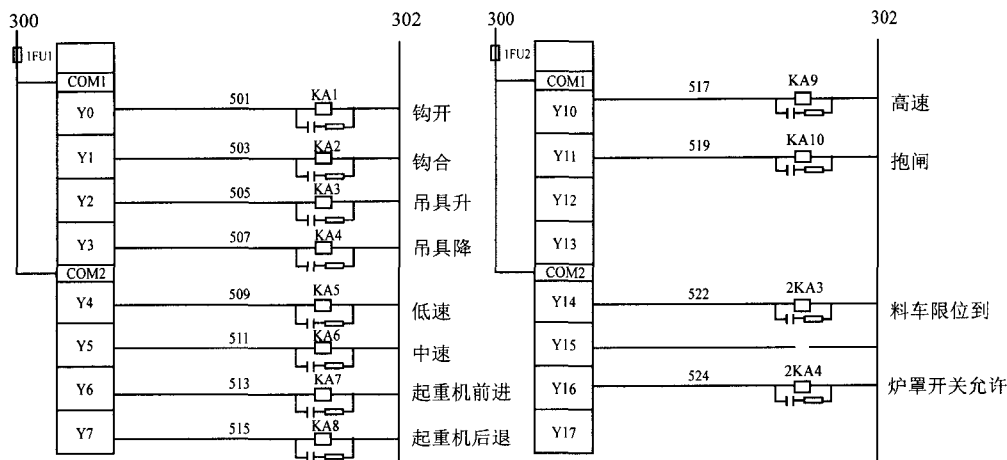 300
302
1FU1
COM1
Y0
501
KA1
钩开
Y1
503
KA2
钩合
Y2
505
KA3
吊具升
Y3
507
KA4
吊具降
COM2
Y4
509
KA5
低速
Y5
511
KA6
中速
Y6
513
KA7
起重机前进
Y7
515
KA8
起重机后退
300
302
1FU2
COM1
Y10
517
KA9
高速
Y11
519
KA10
抱闸
Y12
Y13
COM2
Y14
522
2KA3
料车限位到
Y15
Y16
524
2KA4
炉罩开关允许
Y17